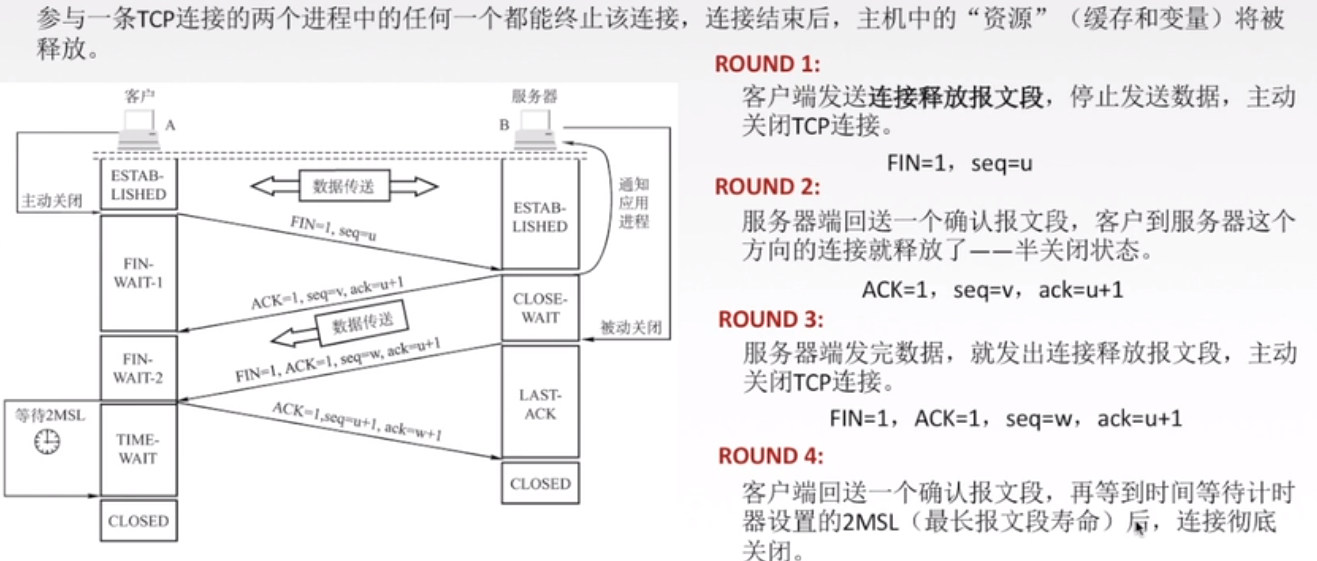 参与一条TCP连接的两个进程中的任何一个都能终止该连接，连接结束后，主机中的“资源”（缓存和变量）将被
释放。
客户
A
服务器
B
ESTAB-
LISHED
主动关闭
数据传送
ESTAB-
LISHED
通知
应用
进程
FIN=1, seq=u
FIN-
WAIT-1
ACK=1, seq=v, ack=u+1
CLOSE-
WAIT
数据传送
被动关闭
FIN-
WAIT-2
FIN=1, ACK=1, seq=w, ack=u+1
LAST-
ACK
等待2MSL
TIME-
WAIT
ACK=1,seq=u+1, ack=w+1
CLOSED
CLOSED
ROUND 1:
客户端发送连接释放报文段，停止发送数据，主动
关闭TCP连接。
FIN=1，seq=u
ROUND 2:
服务器端回送一个确认报文段，客户到服务器这个
方向的连接就释放了——半关闭状态。
ACK=1，seq=v，ack=u+1
ROUND 3:
服务器端发完数据，就发出连接释放报文段，主动
关闭TCP连接。
FIN=1，ACK=1，seq=w，ack=u+1
ROUND 4:
客户端回送一个确认报文段，再等到时间等待计时
器设置的2MSL（最长报文段寿命）后，连接彻底
关闭。